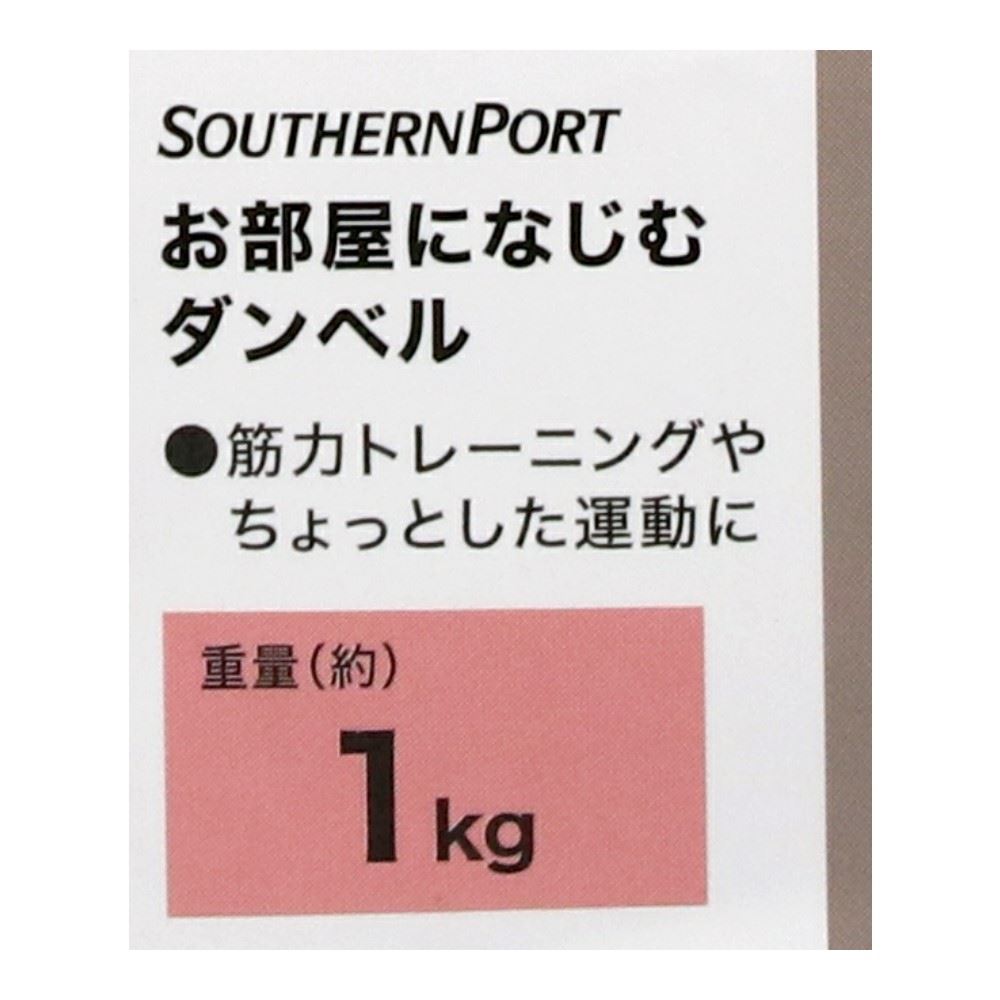 SOUTHERNPORT
お部屋になじむ
ダンベル
●筋力トレーニングや
ちょっとした運動に
重量(約)
1kg